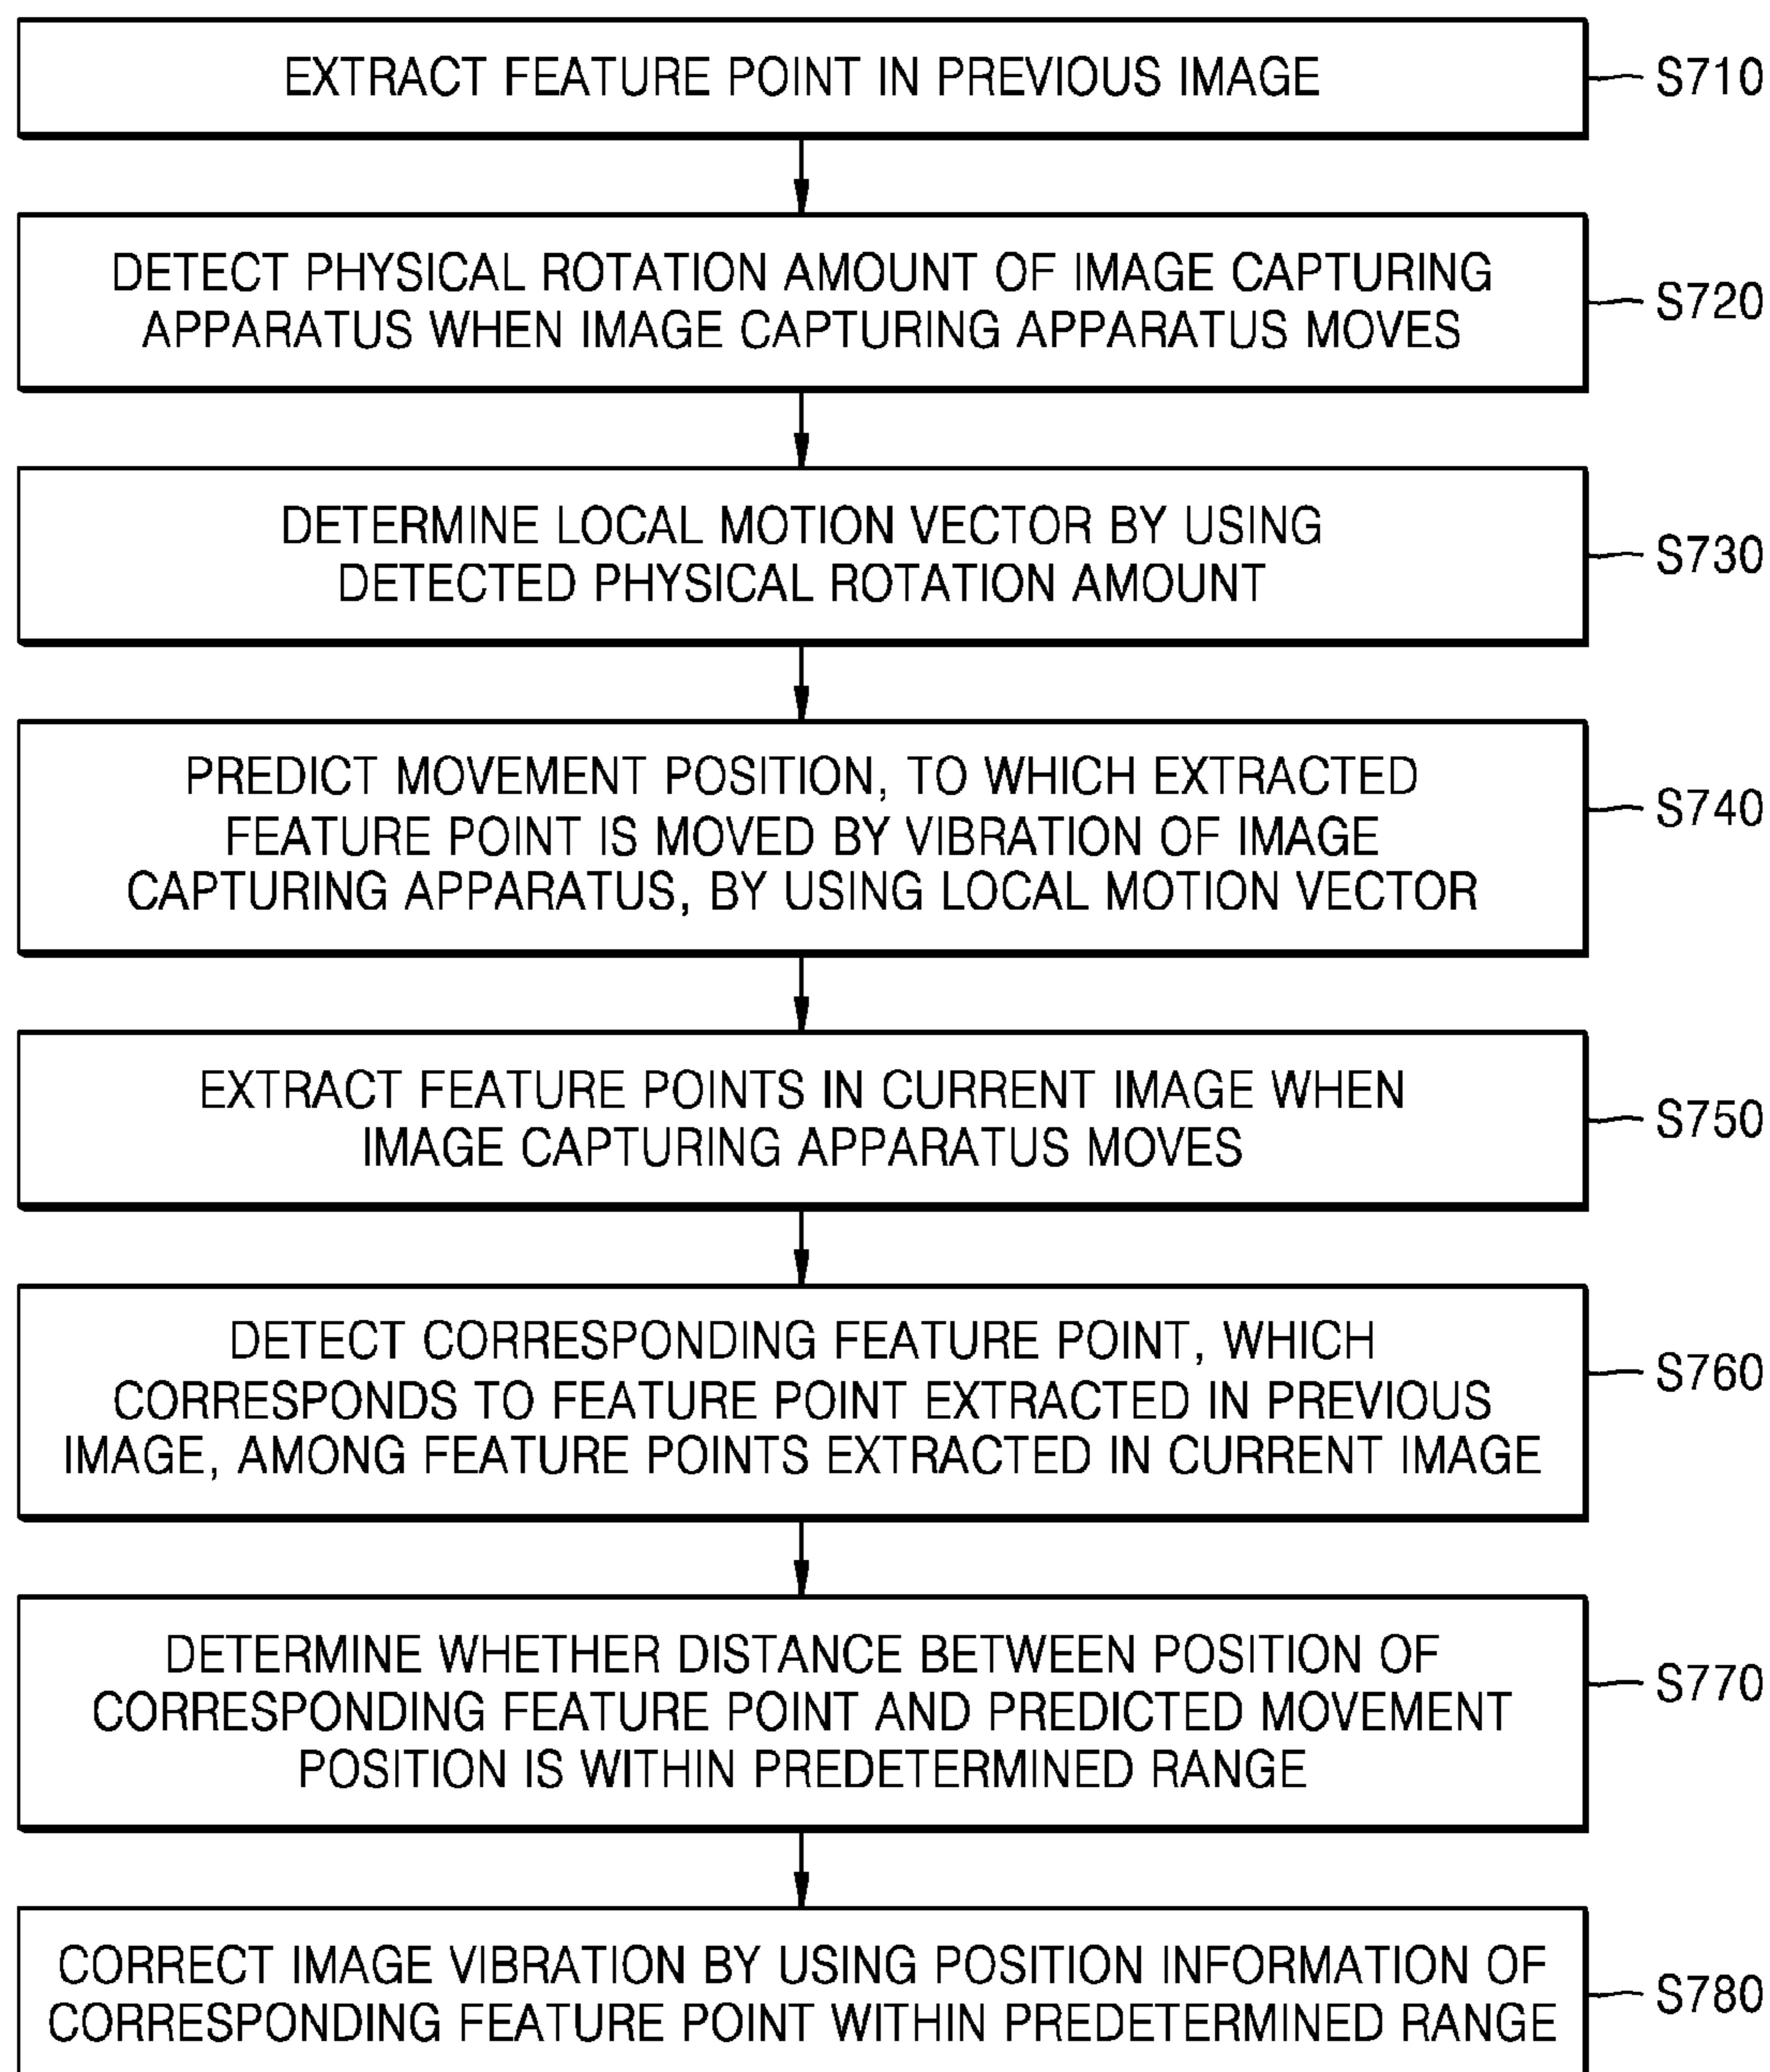 EXTRACT FEATURE POINT IN PREVIOUS IMAGE
S710
DETECT PHYSICAL ROTATION AMOUNT OF IMAGE CAPTURING
APPARATUS WHEN IMAGE CAPTURING APPARATUS MOVES
S720
DETERMINE LOCAL MOTION VECTOR BY USING
DETECTED PHYSICAL ROTATION AMOUNT
S730
PREDICT MOVEMENT POSITION, TO WHICH EXTRACTED
FEATURE POINT IS MOVED BY VIBRATION OF IMAGE
CAPTURING APPARATUS, BY USING LOCAL MOTION VECTOR
S740
EXTRACT FEATURE POINTS IN CURRENT IMAGE WHEN
IMAGE CAPTURING APPARATUS MOVES
S750
DETECT CORRESPONDING FEATURE POINT, WHICH
CORRESPONDS TO FEATURE POINT EXTRACTED IN PREVIOUS
IMAGE, AMONG FEATURE POINTS EXTRACTED IN CURRENT IMAGE
S760
DETERMINE WHETHER DISTANCE BETWEEN POSITION OF
CORRESPONDING FEATURE POINT AND PREDICTED MOVEMENT
POSITION IS WITHIN PREDETERMINED RANGE
S770
CORRECT IMAGE VIBRATION BY USING POSITION INFORMATION OF
CORRESPONDING FEATURE POINT WITHIN PREDETERMINED RANGE
S780